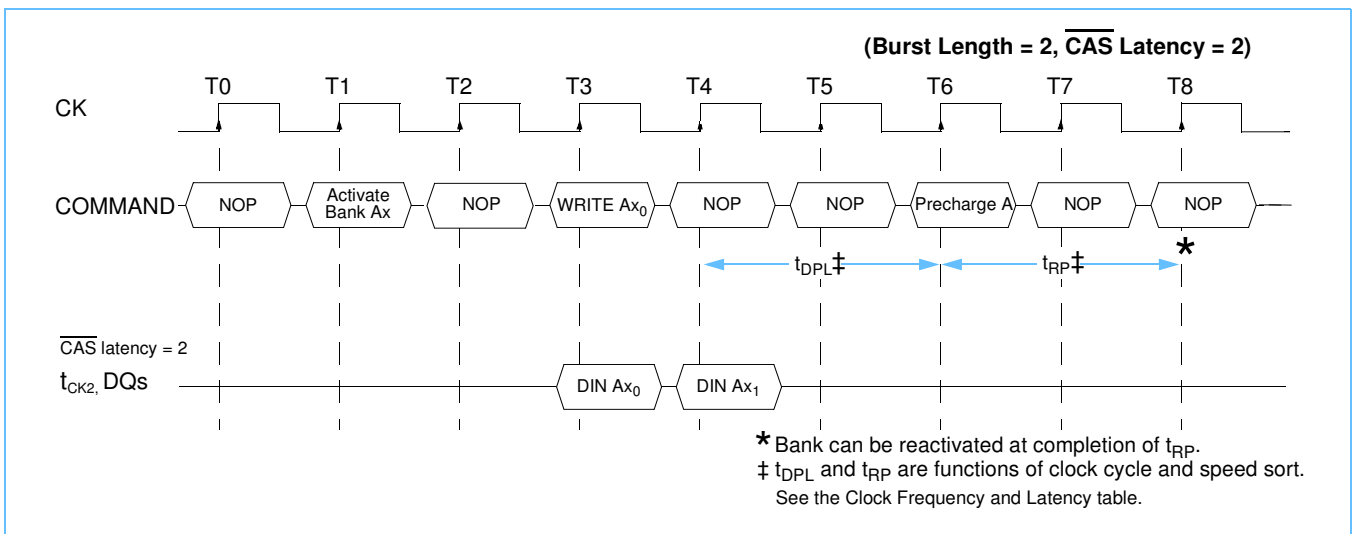 (Burst Length = 2, CAS Latency = 2)
T0 T1 T2 T3 T4 T5 T6 T7 T8
CK
COMMAND NOP Activate Bank Ax NOP WRITE Ax0 NOP NOP Precharge A NOP NOP
tDPL‡ tRP‡ *
CAS latency = 2
tCK2, DQs DIN Ax0 DIN Ax1
* Bank can be reactivated at completion of tRP.
‡ tDPL and tRP are functions of clock cycle and speed sort.
See the Clock Frequency and Latency table.